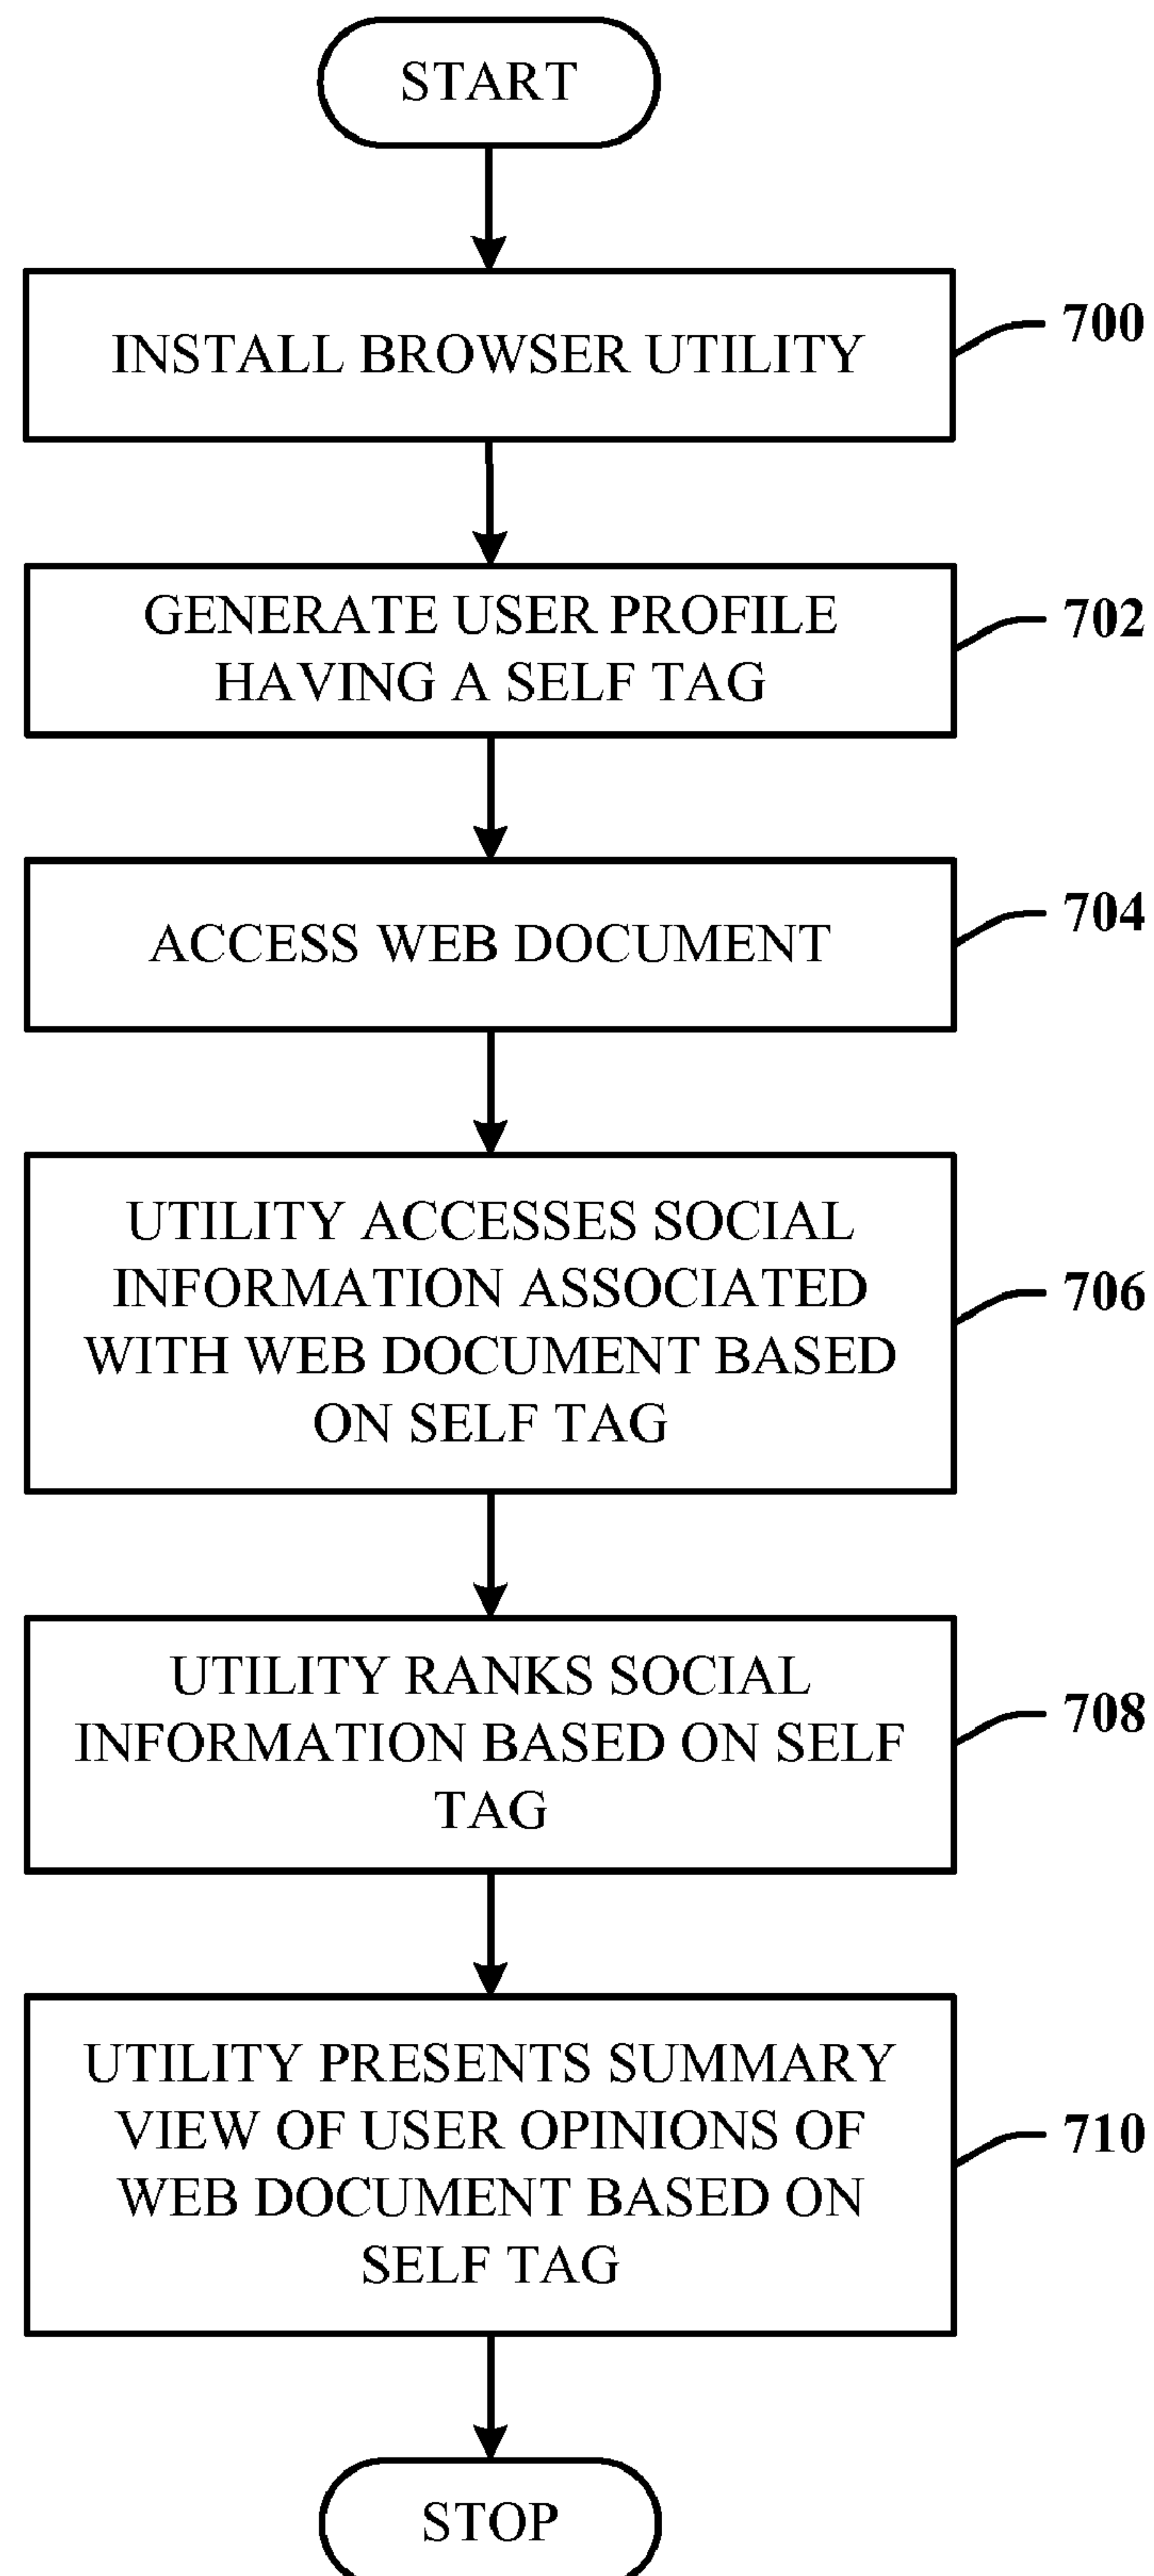 START
INSTALL BROWSER UTILITY
700
GENERATE USER PROFILE
HAVING A SELF TAG
702
ACCESS WEB DOCUMENT
704
UTILITY ACCESSES SOCIAL
INFORMATION ASSOCIATED
WITH WEB DOCUMENT BASED
ON SELF TAG
706
UTILITY RANKS SOCIAL
INFORMATION BASED ON SELF
TAG
708
UTILITY PRESENTS SUMMARY
VIEW OF USER OPINIONS OF
WEB DOCUMENT BASED ON
SELF TAG
710
STOP